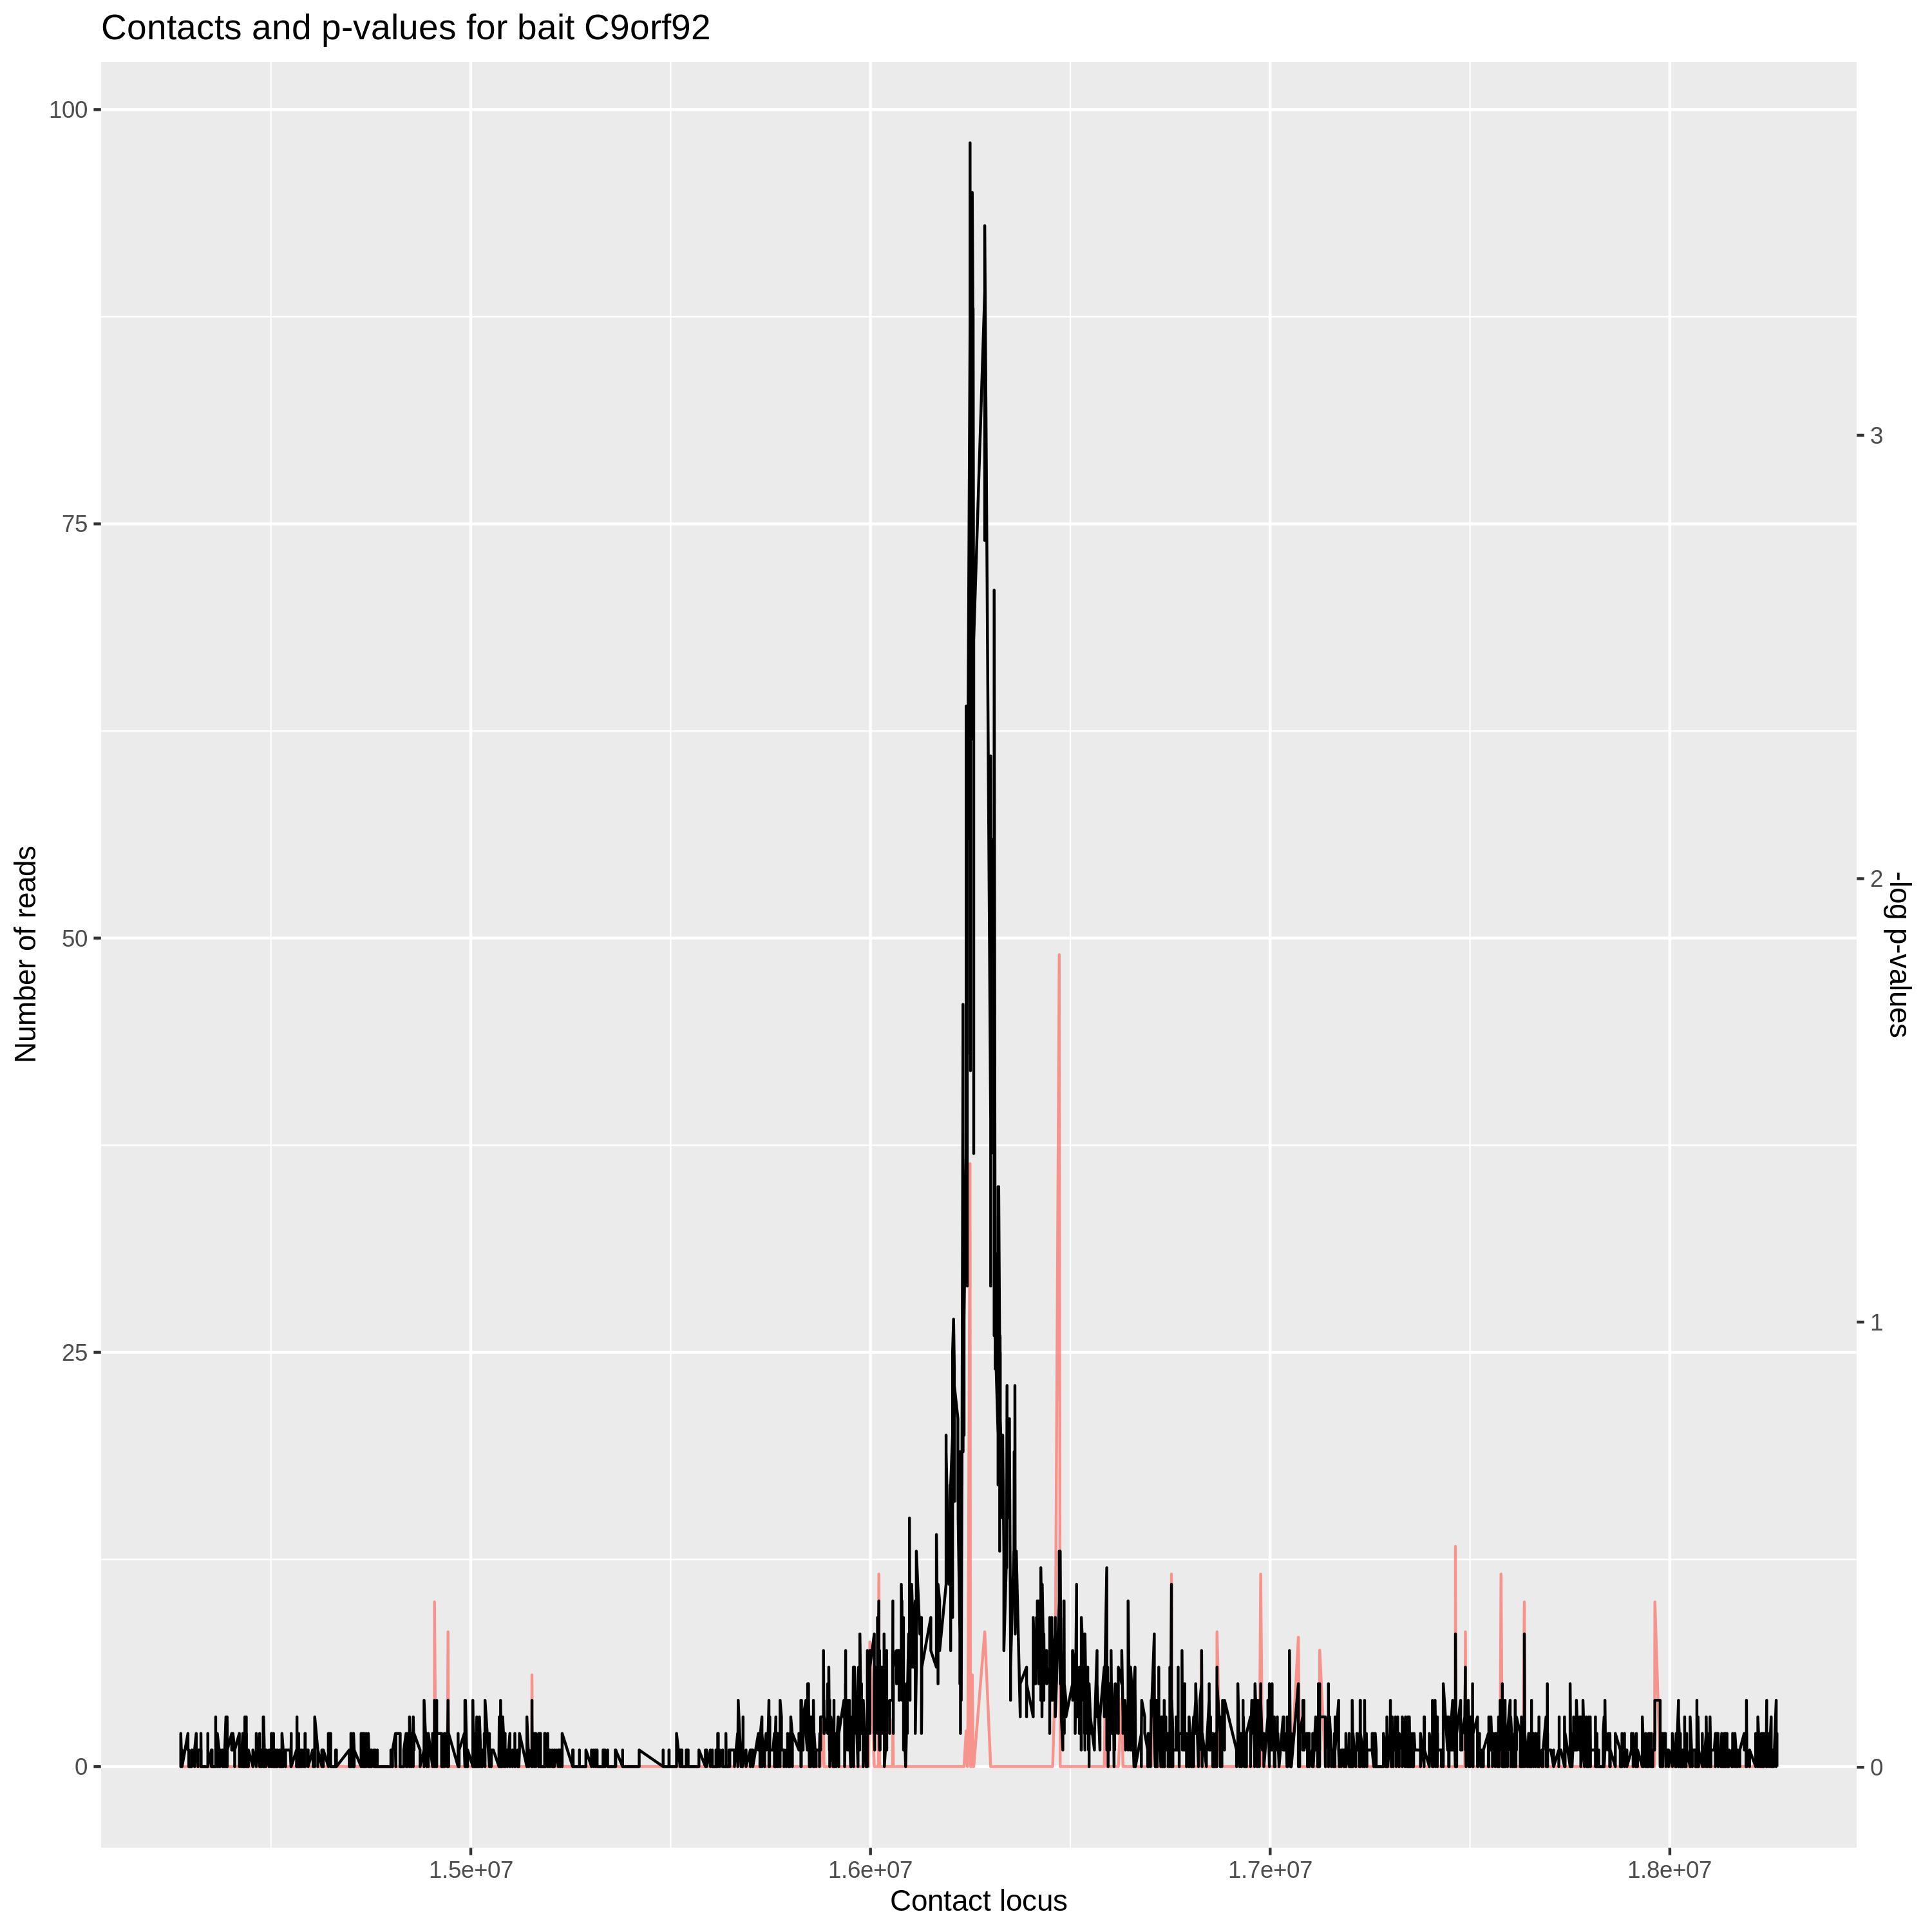 Contacts and p-values for bait C9orf92
100
75
50
25
0
Number of reads
3
2
1
0
-log p-values
1.5e+07 1.6e+07 1.7e+07 1.8e+07
Contact locus